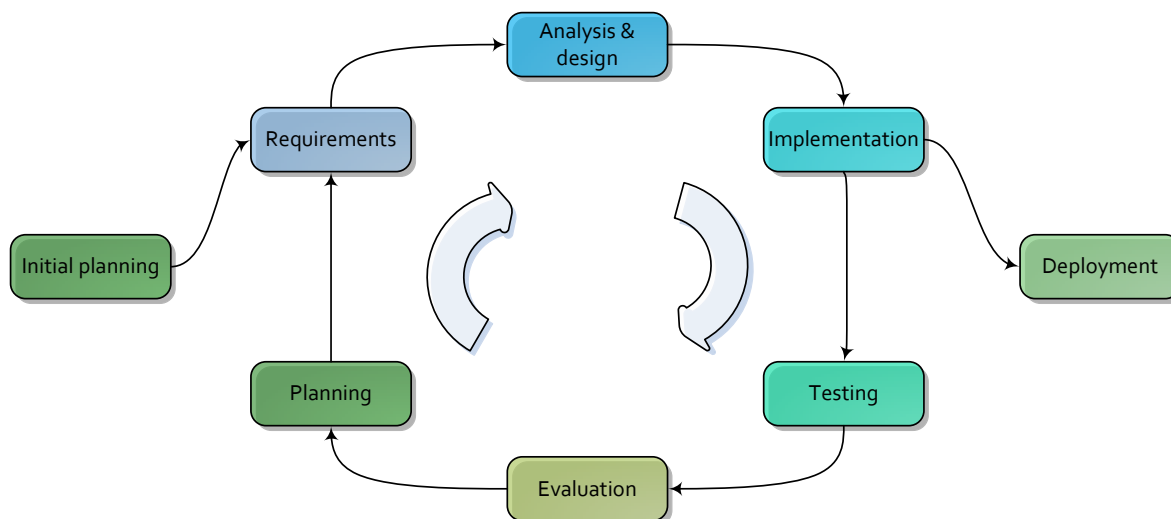 Analysis &
design
Requirements
Implementation
Initial planning
Deployment
Planning
Testing
Evaluation